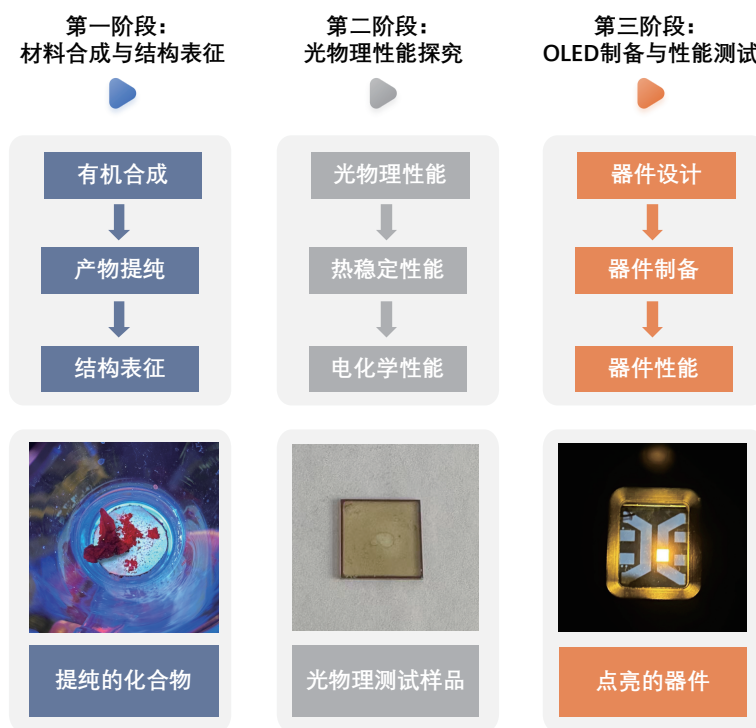 第一阶段：
材料合成与结构表征
第二阶段：
光物理性能探究
第三阶段：
OLED制备与性能测试
有机合成
产物提纯
结构表征
光物理性能
热稳定性能
电化学性能
器件设计
器件制备
器件性能
提纯的化合物
光物理测试样品
点亮的器件